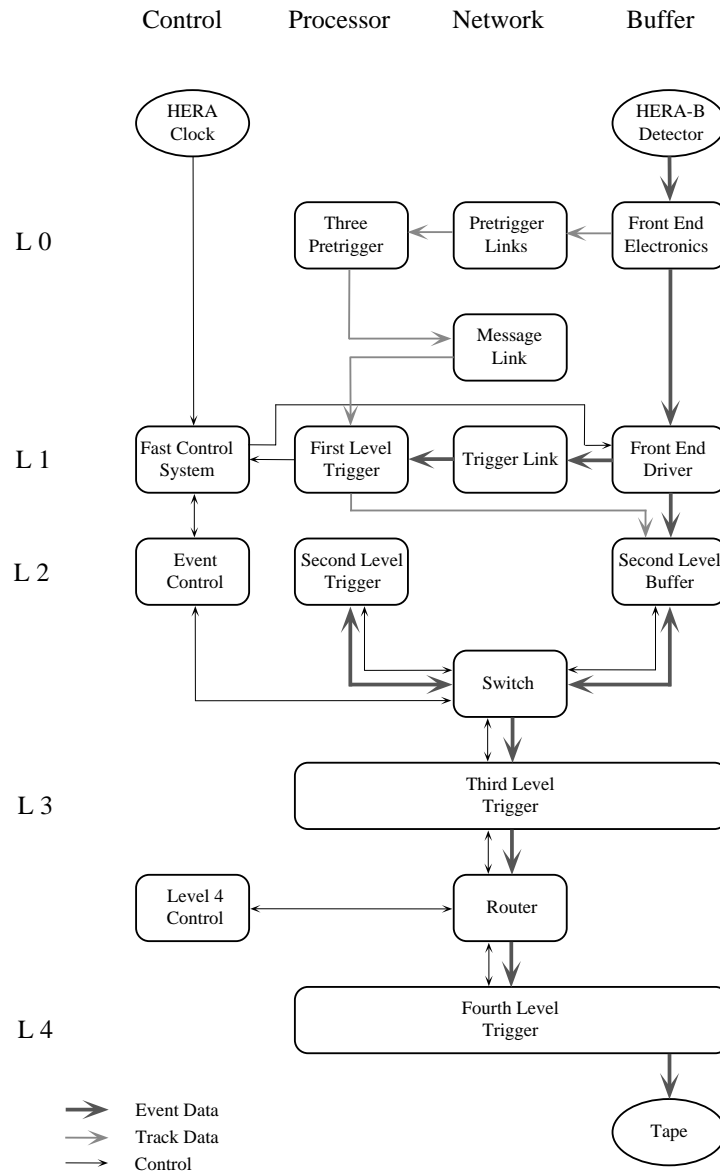 Control Processor Network Buffer
HERA
Clock
HERA-B
Detector
L 0
Three
Pretrigger
Pretrigger
Links
Front End
Electronics
Message
Link
L 1
Fast Control
System
First Level
Trigger
Trigger Link
Front End
Driver
L 2
Event
Control
Second Level
Trigger
Second Level
Buffer
Switch
L 3
Third Level
Trigger
Level 4
Control
Router
L 4
Fourth Level
Trigger
Event Data
Track Data
Control
Tape